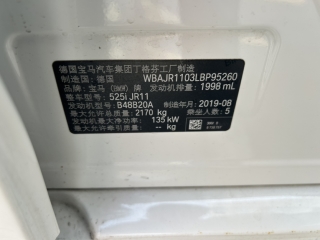 德国宝马汽车集团丁格芬工厂制造
制造国：德国 WBAJR1103LBP95260
品牌：宝马（BMW）牌 发动机排量：1998 mL
整车型号：525i JR11
发动机型号：B48B20A 制造年月：2019-08
最大允许总质量：2170 kg 乘坐人数：5
发动机最大净功率：135 kW